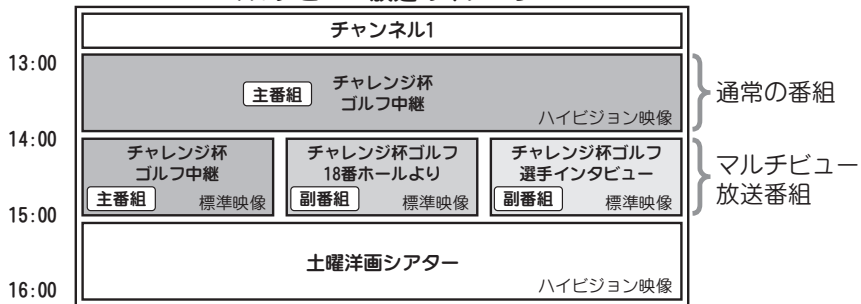 チャンネル1
13:00
主番組
チャレンジ杯
ゴルフ中継
ハイビジョン映像
通常の番組
14:00
チャレンジ杯
ゴルフ中継
主番組
標準映像
チャレンジ杯ゴルフ
18番ホールより
副番組
標準映像
チャレンジ杯ゴルフ
選手インタビュー
副番組
標準映像
マルチビュー
放送番組
15:00
土曜洋画シアター
ハイビジョン映像
16:00